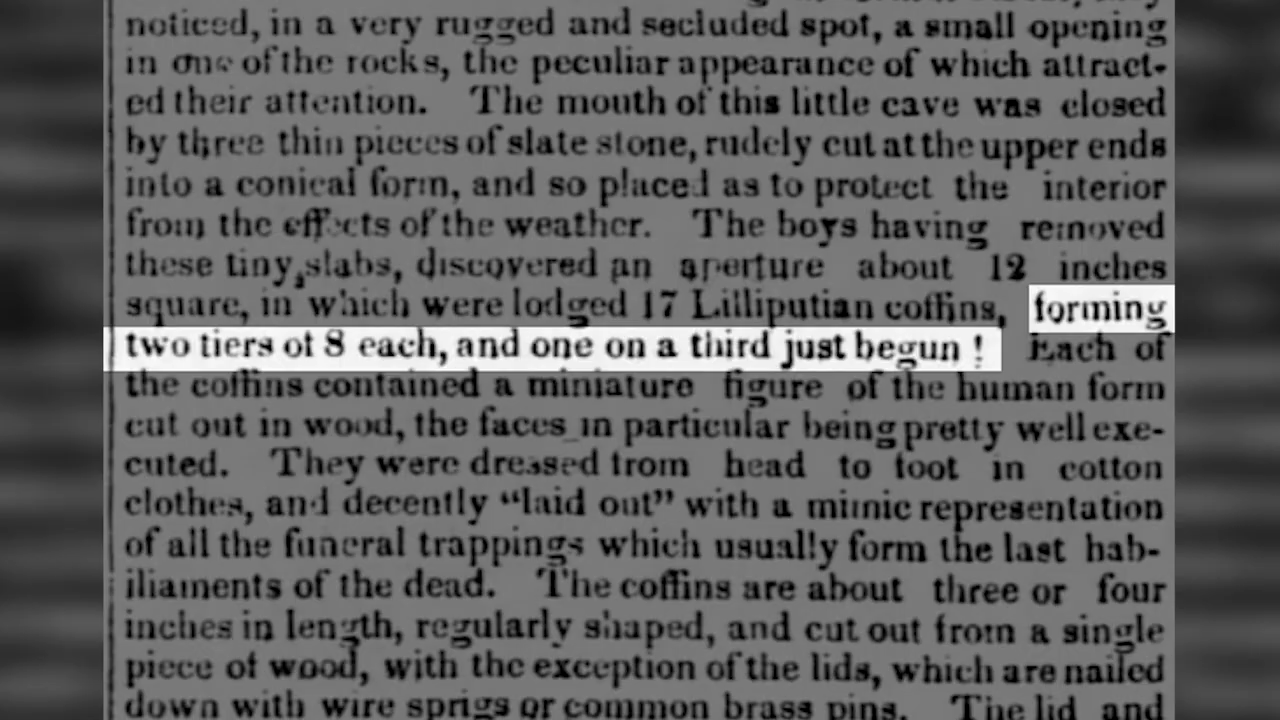 noticed, in a very rugged and secluded spot, a small opening
in one of the rocks, the peculiar appearance of which attract-
ed their attention. The mouth of this little cave was closed
by three thin pieces of slate stone, rudely cut at the upper ends
into a conical form, and so placed as to protect the interior
from the effects of the weather. The boys having removed
these tiny slabs, discovered an aperture about 12 inches
square, in which were lodged 17 Lilliputian coffins, forming
two tiers of 8 each, and one on a third just begun ! Each of
the coffins contained a miniature figure of the human form
cut out in wood, the faces in particular being pretty well exe-
cuted. They were dressed from head to foot in cotton
clothes, and decently “laid out” with a mimic representation
of all the funeral trappings which usually form the last hab-
iliaments of the dead. The coffins are about three or four
inches in length, regularly shaped, and cut out from a single
piece of wood, with the exception of the lids, which are nailed
down with wire sprigs or common brass pins. The lid and